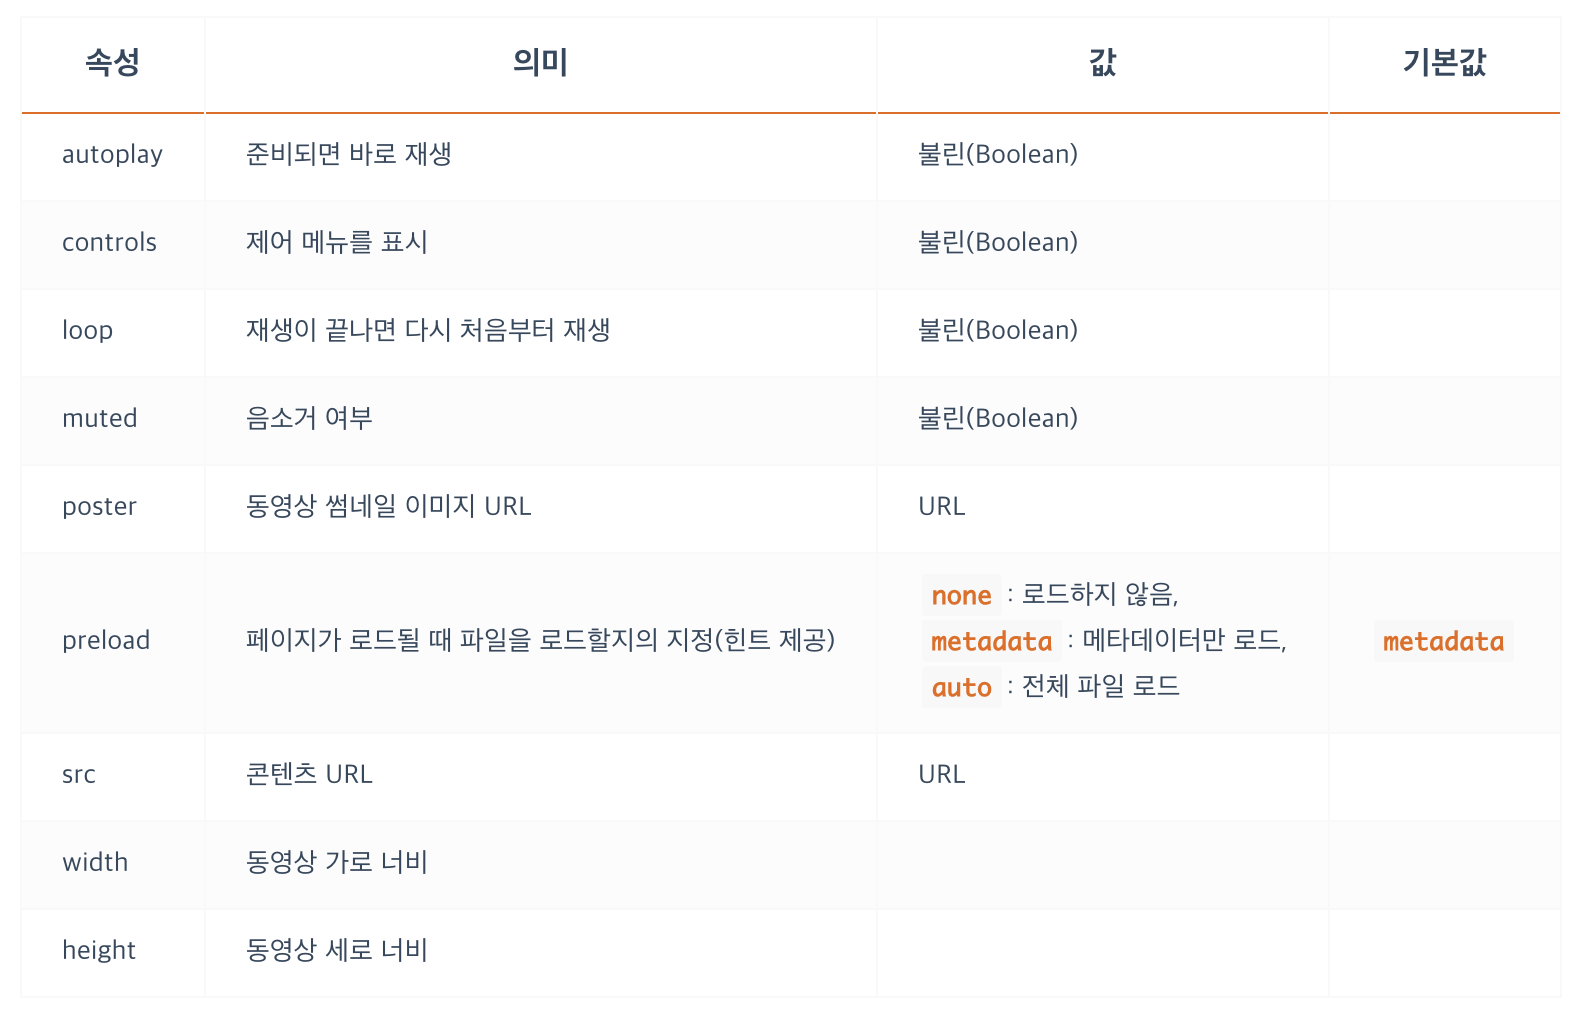 속성 의미 값 기본값
autoplay 준비되면 바로 재생 불린(Boolean)
controls 제어 메뉴를 표시 불린(Boolean)
loop 재생이 끝나면 다시 처음부터 재생 불린(Boolean)
muted 음소거 여부 불린(Boolean)
poster 동영상 썸네일 이미지 URL URL
preload 페이지가 로드될 때 파일을 로드할지의 지정(힌트 제공)
none : 로드하지 않음,
metadata : 메타데이터만 로드,
auto : 전체 파일 로드
metadata
src 콘텐츠 URL URL
width 동영상 가로 너비
height 동영상 세로 너비